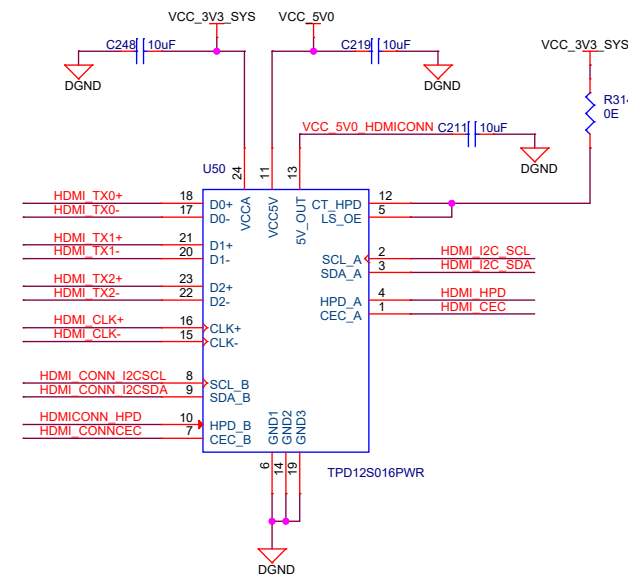 VCC_3V3_SYS VCC_5V0
C248 10uF C219 10uF VCC_3V3_SYS
DGND DGND
R314
0E
VCC_5V0_HDMICONN C211 10uF
DGND
U50
24 11 13
VCCA VCC5V 5V_OUT
HDMI_TX0+ 18 D0+ CT_HPD 12
HDMI_TX0- 17 D0- LS_OE 5
HDMI_TX1+ 21 D1+
HDMI_TX1- 20 D1-
SCL_A 2 HDMI_I2C_SCL
SDA_A 3 HDMI_I2C_SDA
HDMI_TX2+ 23 D2+
HDMI_TX2- 22 D2-
HPD_A 4 HDMI_HPD
CEC_A 1 HDMI_CEC
HDMI_CLK+ 16 CLK+
HDMI_CLK- 15 CLK-
HDMI_CONN_I2CSCL 8 SCL_B
HDMI_CONN_I2CSDA 9 SDA_B
HDMICONN_HPD 10 HPD_B
HDMI_CONNCEC 7 CEC_B
GND1 GND2 GND3
6 14 19
TPD12S016PWR
DGND